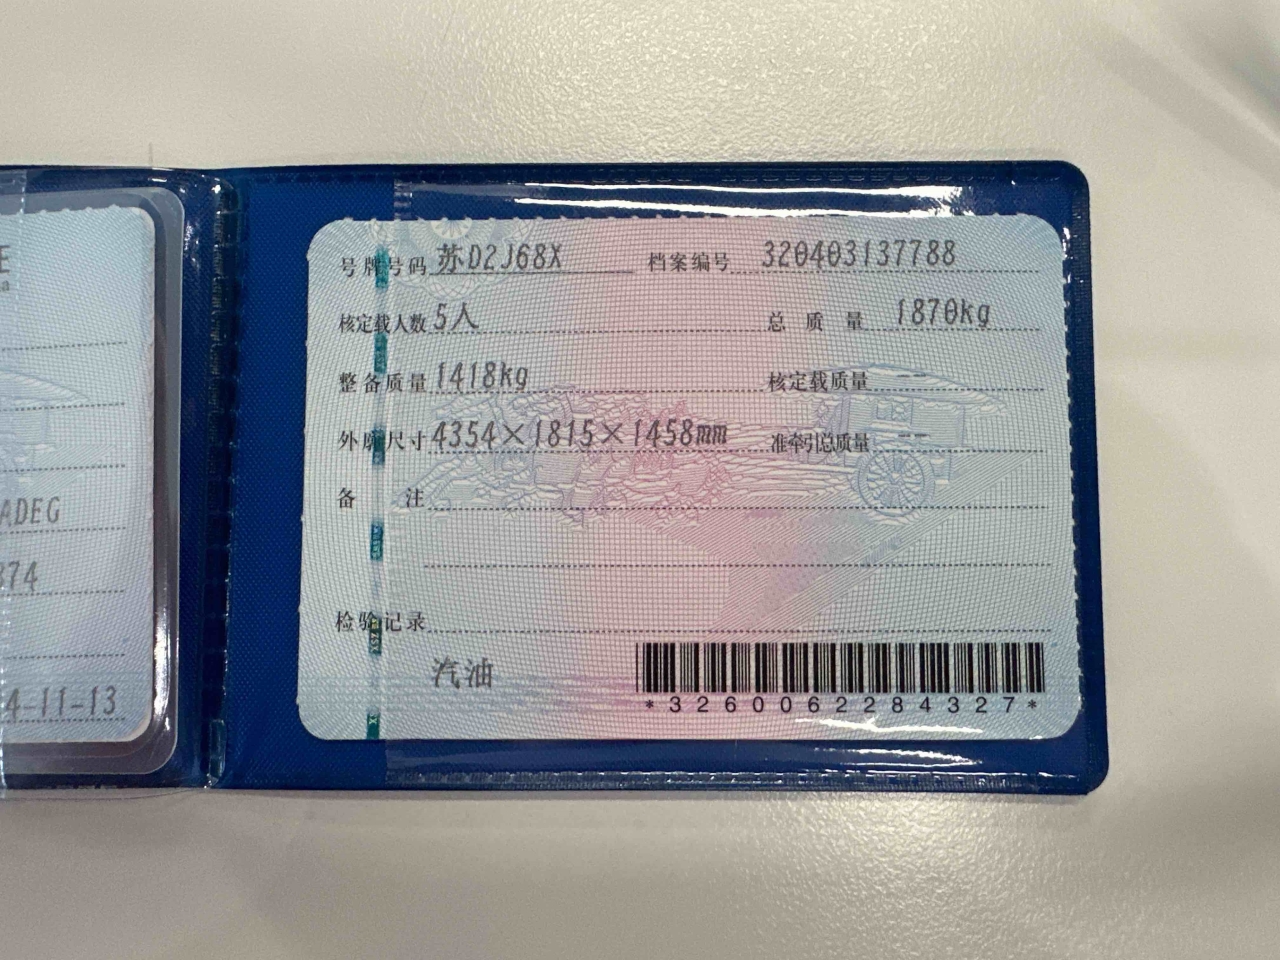 E
a
ADEG
374
4-11-13
号牌号码 苏D2J68X 档案编号 320403137788
核定载人数 5人 总质量 1870kg
整备质量 1418kg 核定载质量 --
外廓尺寸 4354×1815×1458mm 准牵引总质量 --
备注
检验记录
汽油
*3260062284327*